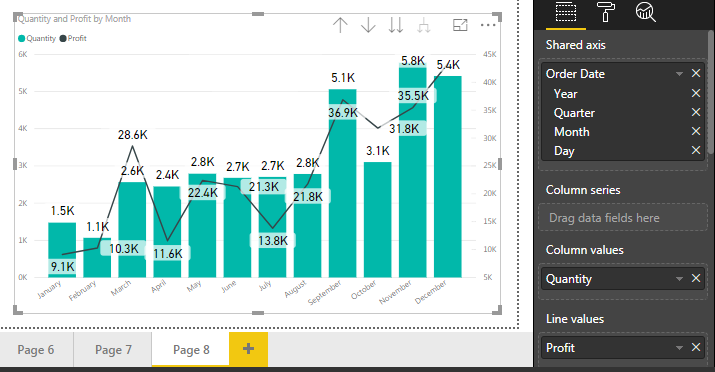 Quantity and Profit by Month
Quantity Profit
6K
5K
4K
3K
2K
1K
0K
45K
40K
35K
30K
25K
20K
15K
10K
5K
1.5K
1.1K
2.6K
2.4K
2.8K
2.7K
2.7K
2.8K
5.1K
3.1K
5.8K
5.4K
9.1K
10.3K
28.6K
11.6K
22.4K
21.3K
13.8K
21.8K
36.9K
31.8K
35.5K
January
February
March
April
May
June
July
August
September
October
November
December
Page 6
Page 7
Page 8
+
Shared axis
Order Date
Year
Quarter
Month
Day
Column series
Drag data fields here
Column values
Quantity
Line values
Profit